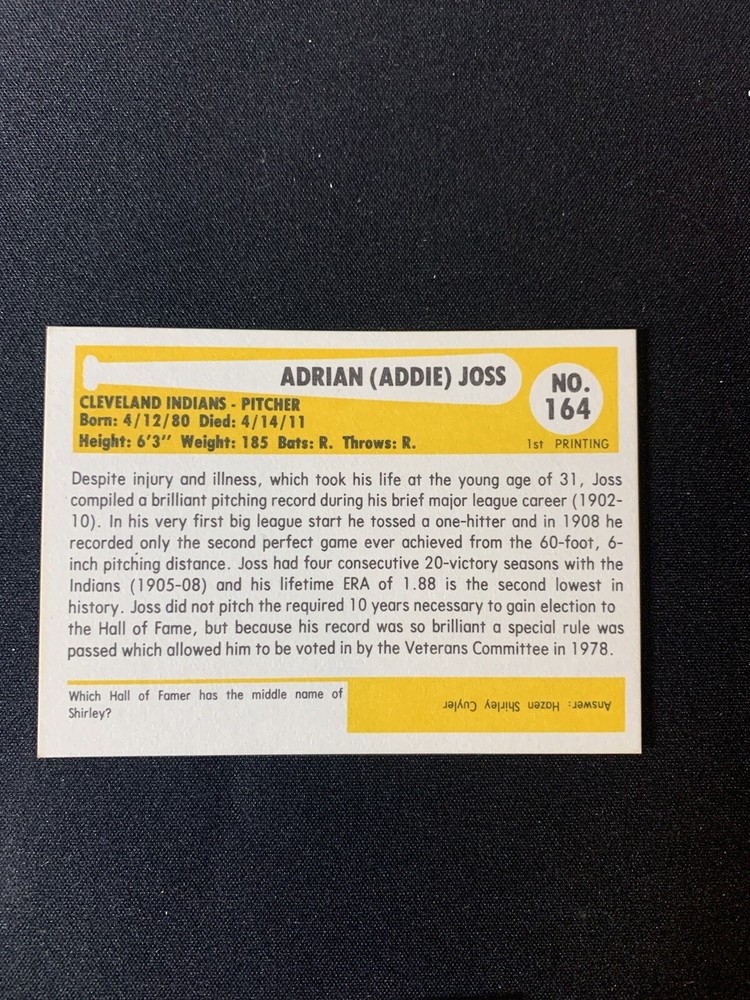 ADRIAN (ADDIE) JOSS
NO.
164
CLEVELAND INDIANS - PITCHER
Born: 4/12/80 Died: 4/14/11
Height: 6'3" Weight: 185 Bats: R. Throws: R.
1st PRINTING
Despite injury and illness, which took his life at the young age of 31, Joss
compiled a brilliant pitching record during his brief major league career (1902-
10). In his very first big league start he tossed a one-hitter and in 1908 he
recorded only the second perfect game ever achieved from the 60-foot, 6-
inch pitching distance. Joss had four consecutive 20-victory seasons with the
Indians (1905-08) and his lifetime ERA of 1.88 is the second lowest in
history. Joss did not pitch the required 10 years necessary to gain election to
the Hall of Fame, but because his record was so brilliant a special rule was
passed which allowed him to be voted in by the Veterans Committee in 1978.
Which Hall of Famer has the middle name of
Shirley?
Answer: Hazen Shirley Cuyler